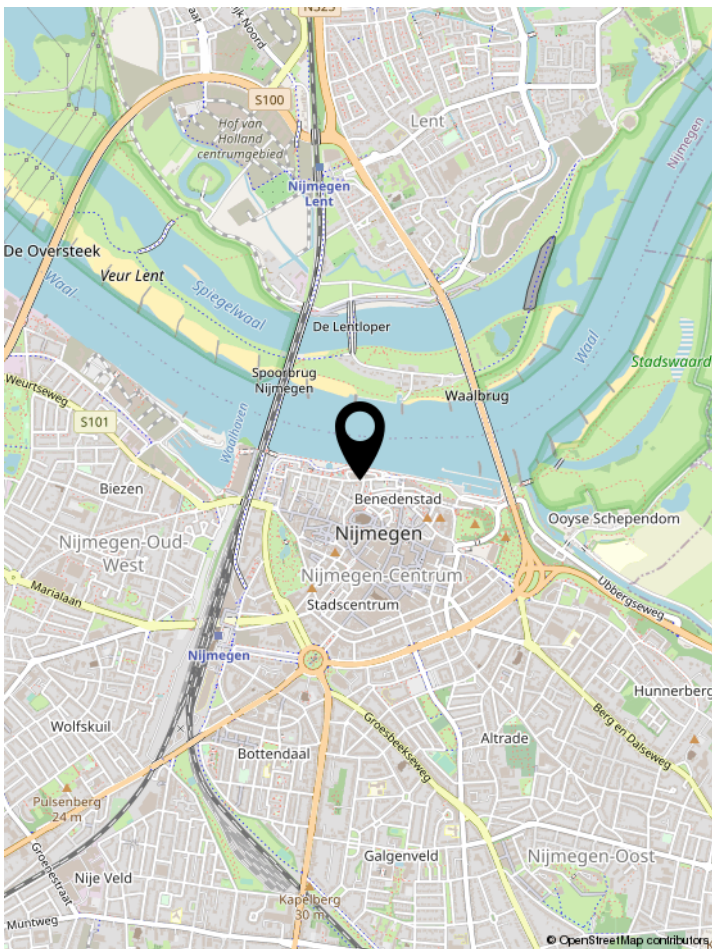 N325
jk Noord
S100
Hof van
Holland
centrumgebied
Lent
Nijmegen
Nijmegen
Lent
De Oversteek
Waal
Veur Lent
Spiegelwaal
De Lentloper
Waal
Stadswaard
Spoorbrug
Nijmegen
Waalbrug
Weurtseweg
S101
Waalhaven
Biezen
Benedenstad
Ooyse Schependom
Nijmegen
Nijmegen-Oud-
West
Nijmegen-Centrum
Ubbergseweg
Marialaan
Stadscentrum
Nijmegen
Hunnerberg
Wolfskuil
Groesbeekseweg
Berg en Dalseweg
Altrade
Bottendaal
Pulsenberg
24 m
Groenestraat
Galgenveld
Nijmegen-Oost
Nije Veld
Kapelberg
30 m
Muntweg
© OpenStreetMap contributors